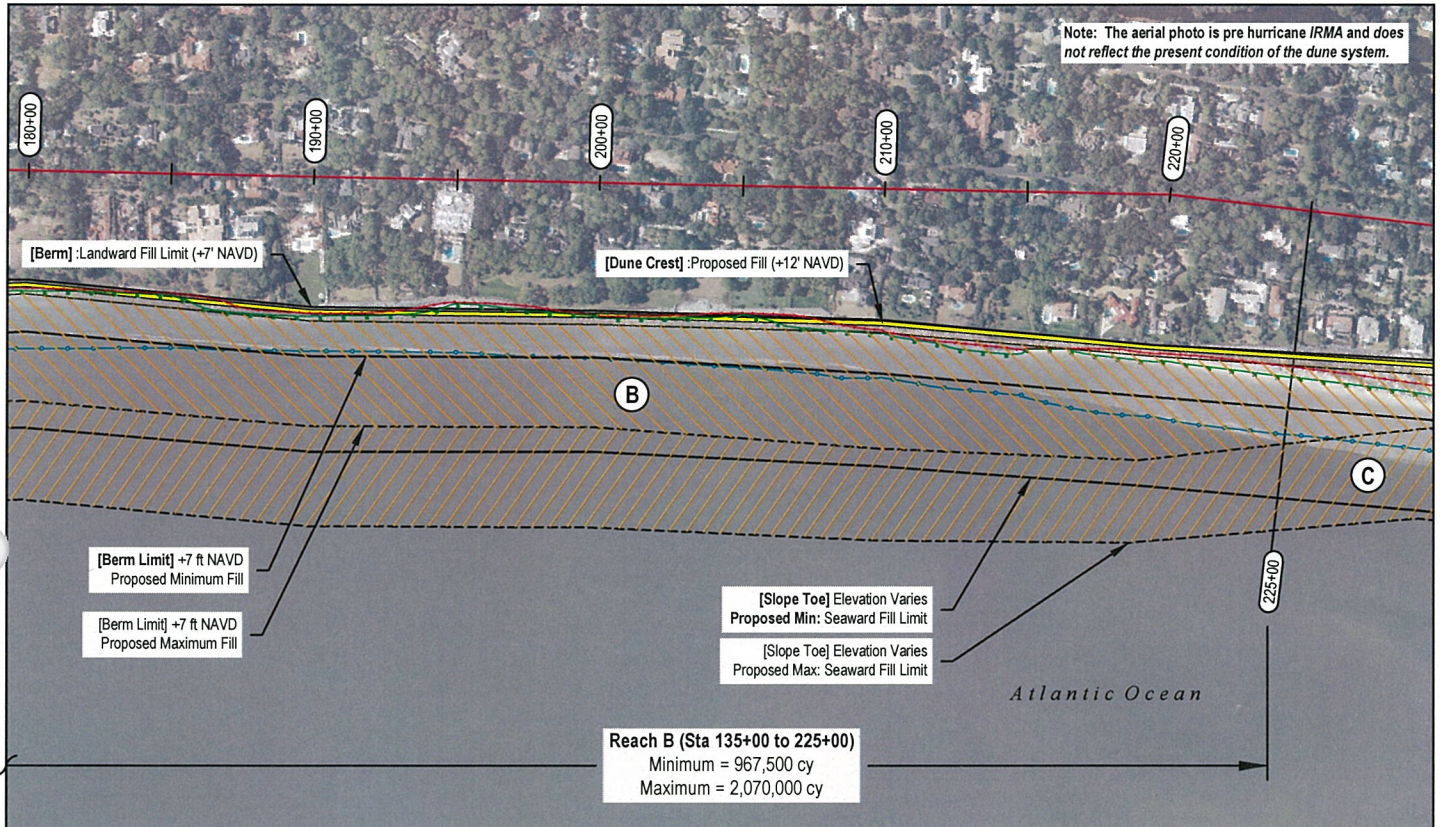 Note: The aerial photo is pre hurricane IRMA and does
not reflect the present condition of the dune system.
180+00
190+00
200+00
210+00
220+00
[Berm] :Landward Fill Limit (+7' NAVD)
[Dune Crest] :Proposed Fill (+12' NAVD)
B
C
[Berm Limit] +7 ft NAVD
Proposed Minimum Fill
[Berm Limit] +7 ft NAVD
Proposed Maximum Fill
[Slope Toe] Elevation Varies
Proposed Min: Seaward Fill Limit
[Slope Toe] Elevation Varies
Proposed Max: Seaward Fill Limit
225+00
Atlantic Ocean
Reach B (Sta 135+00 to 225+00)
Minimum = 967,500 cy
Maximum = 2,070,000 cy